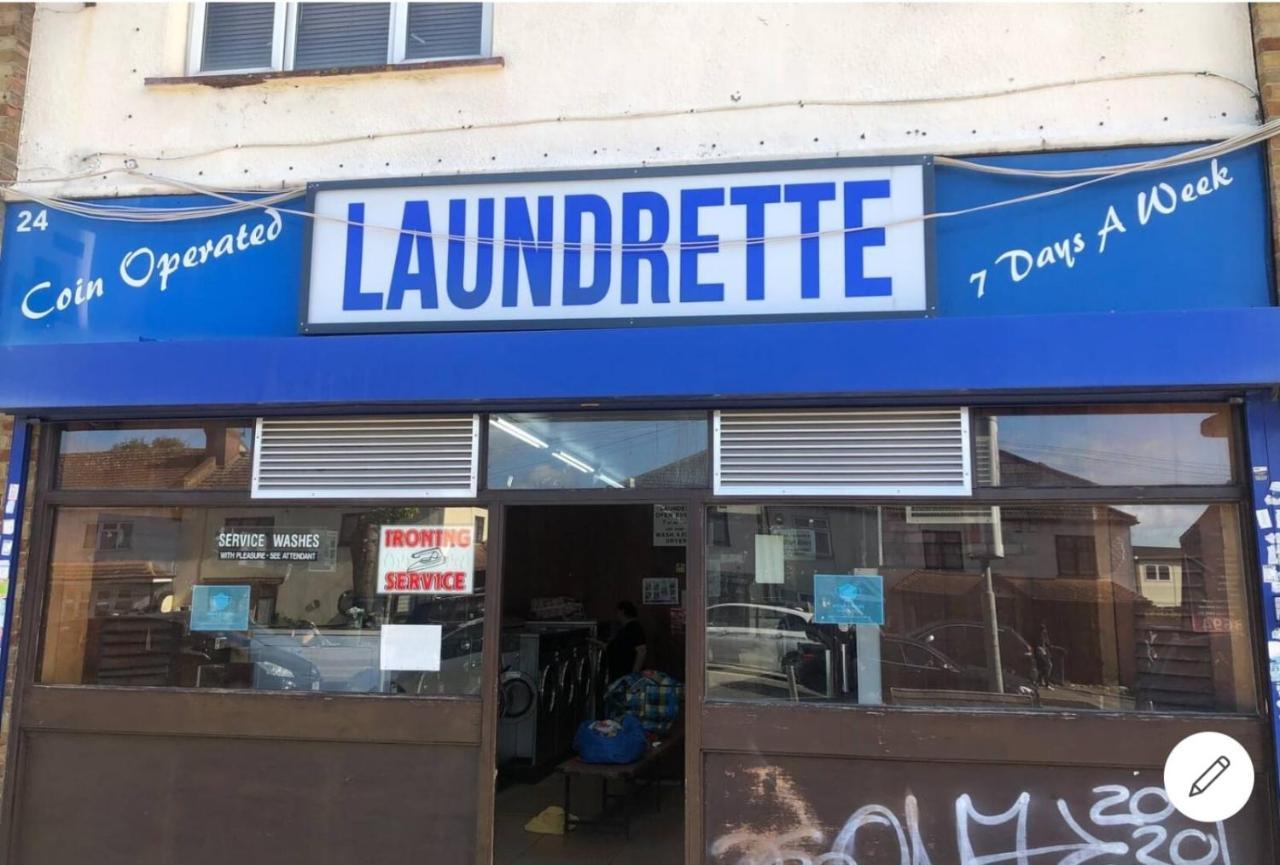 24
Coin Operated
LAUNDRETTE
7 Days A Week
SERVICE WASHES
WITH PLEASURE - SEE ATTENDANT
IRONING
SERVICE